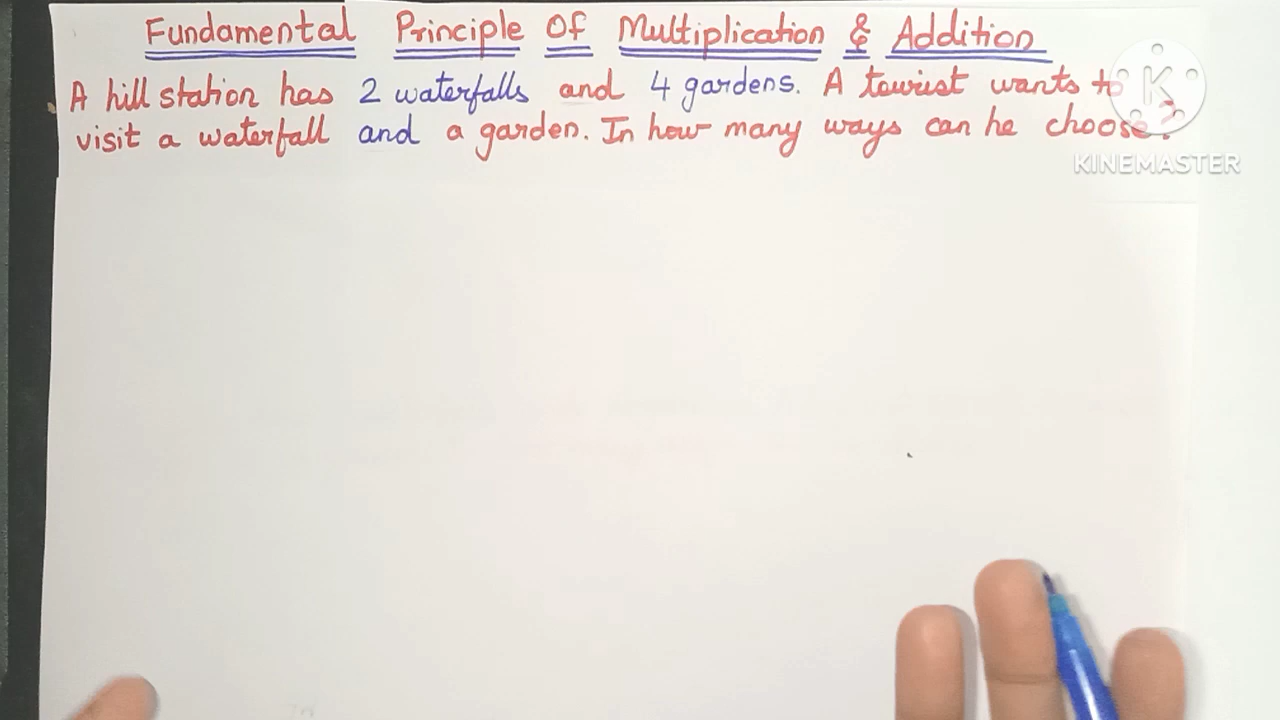 Fundamental Principle Of Multiplication & Addition
A hill station has 2 waterfalls and 4 gardens. A tourist wants to
visit a waterfall and a garden. In how many ways can he choose?
KINEMASTER